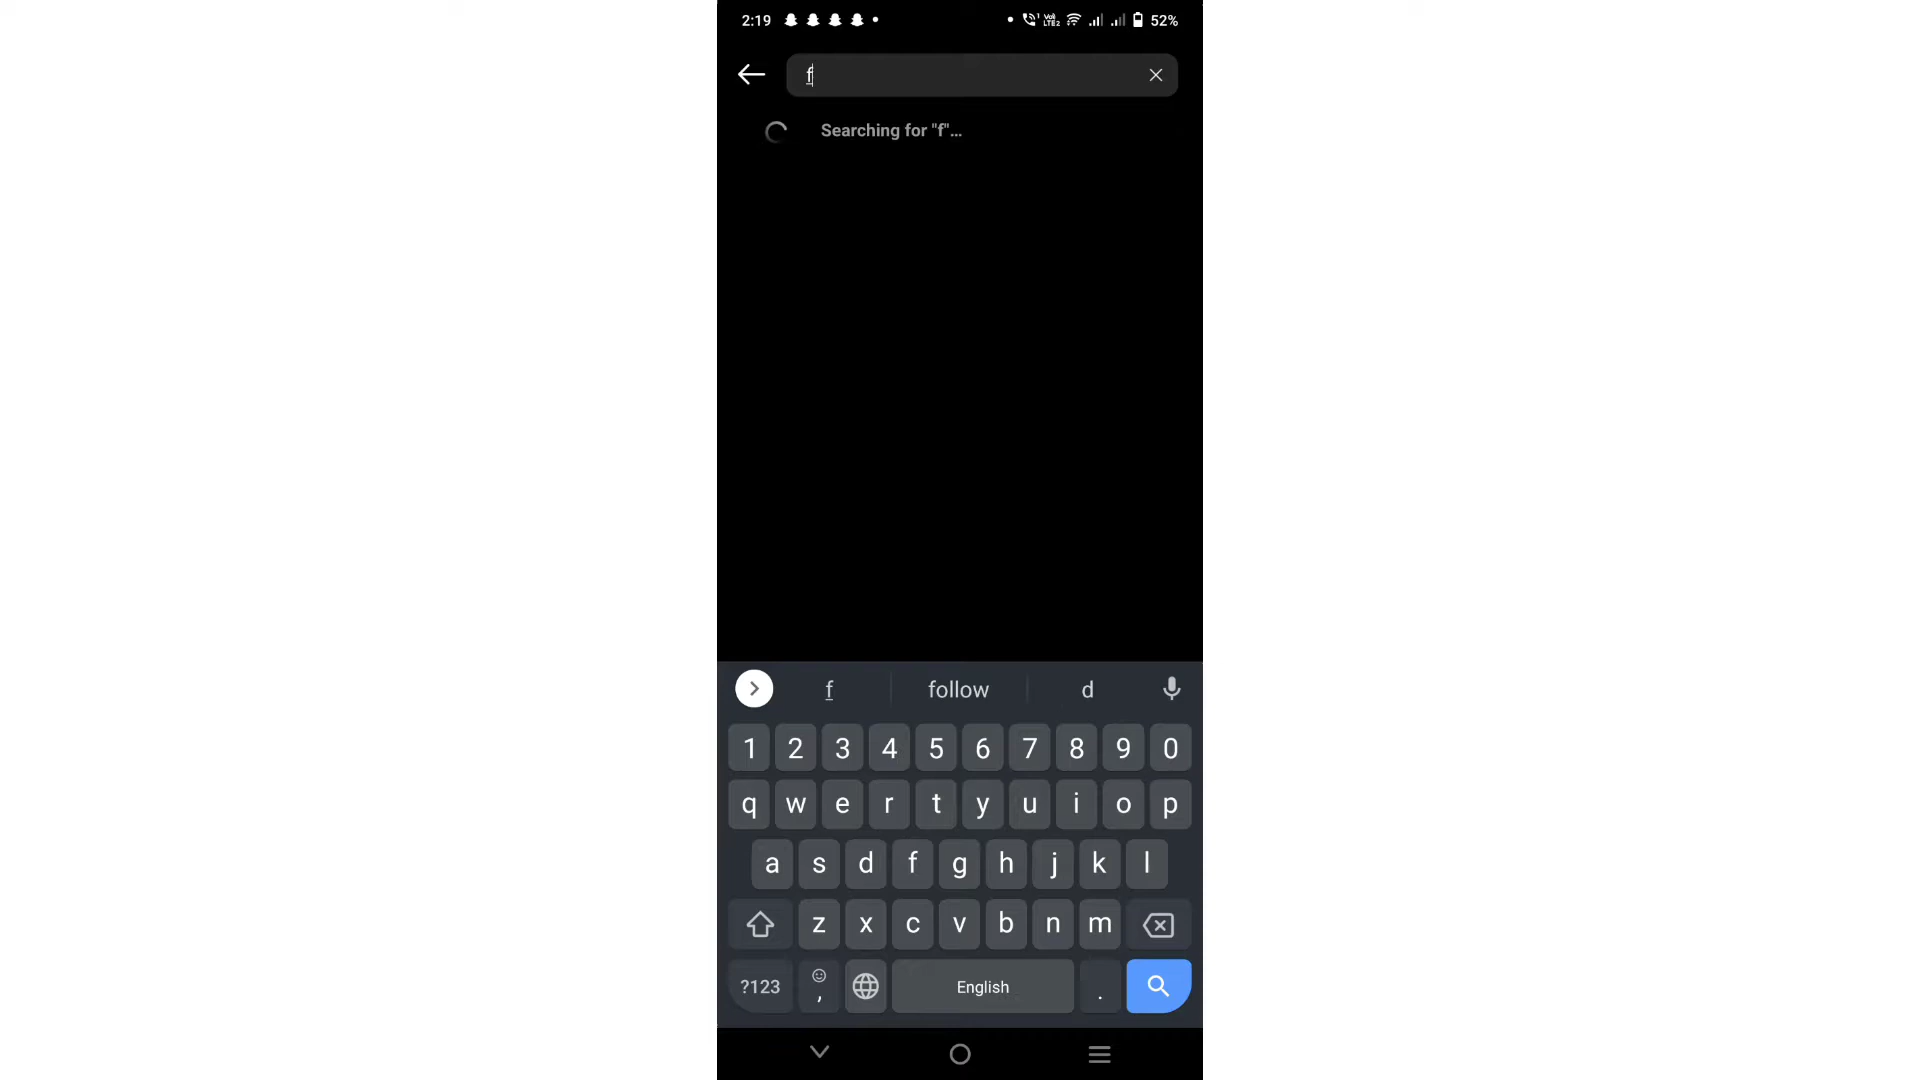 2:19 52%
f
Searching for "f"...
f follow d
1 2 3 4 5 6 7 8 9 0
q w e r t y u i o p
a s d f g h j k l
z x c v b n m
?123 , English .